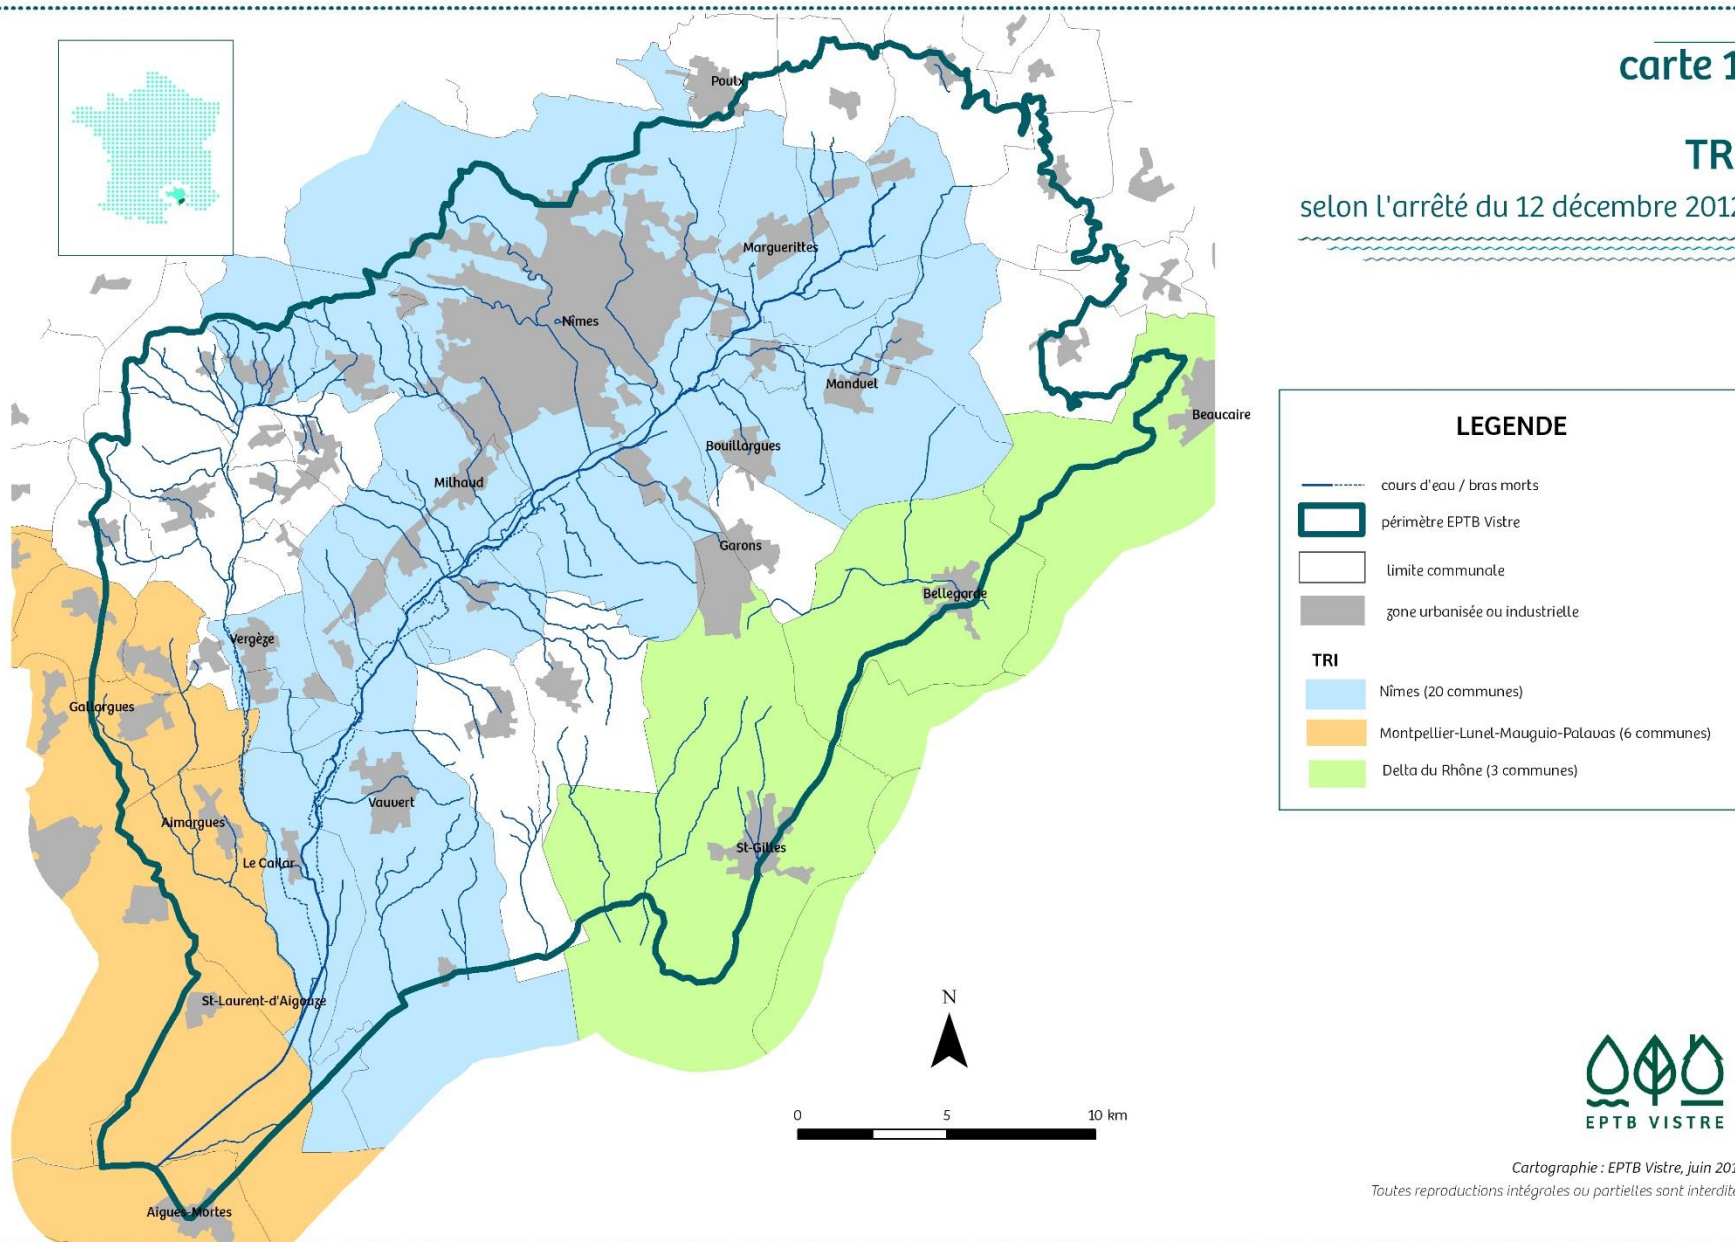 carte 1
TR
selon l'arrêté du 12 décembre 2012
Poulx
Marguerittes
Nîmes
Manduel
Beaucaire
Bouillargues
Milhaud
Garons
Bellegarde
Vergèze
Gallargues
Vauvert
Aimargues
Le Cailar
St-Gilles
St-Laurent-d'Aigouze
Aigues-Mortes
LEGENDE
cours d'eau / bras morts
périmètre EPTB Vistre
limite communale
zone urbanisée ou industrielle
TRI
Nîmes (20 communes)
Montpellier-Lunel-Mauguio-Palavas (6 communes)
Delta du Rhône (3 communes)
N
0 5 10 km
EPTB VISTRE
Cartographie : EPTB Vistre, juin 201
Toutes reproductions intégrales ou partielles sont interdite